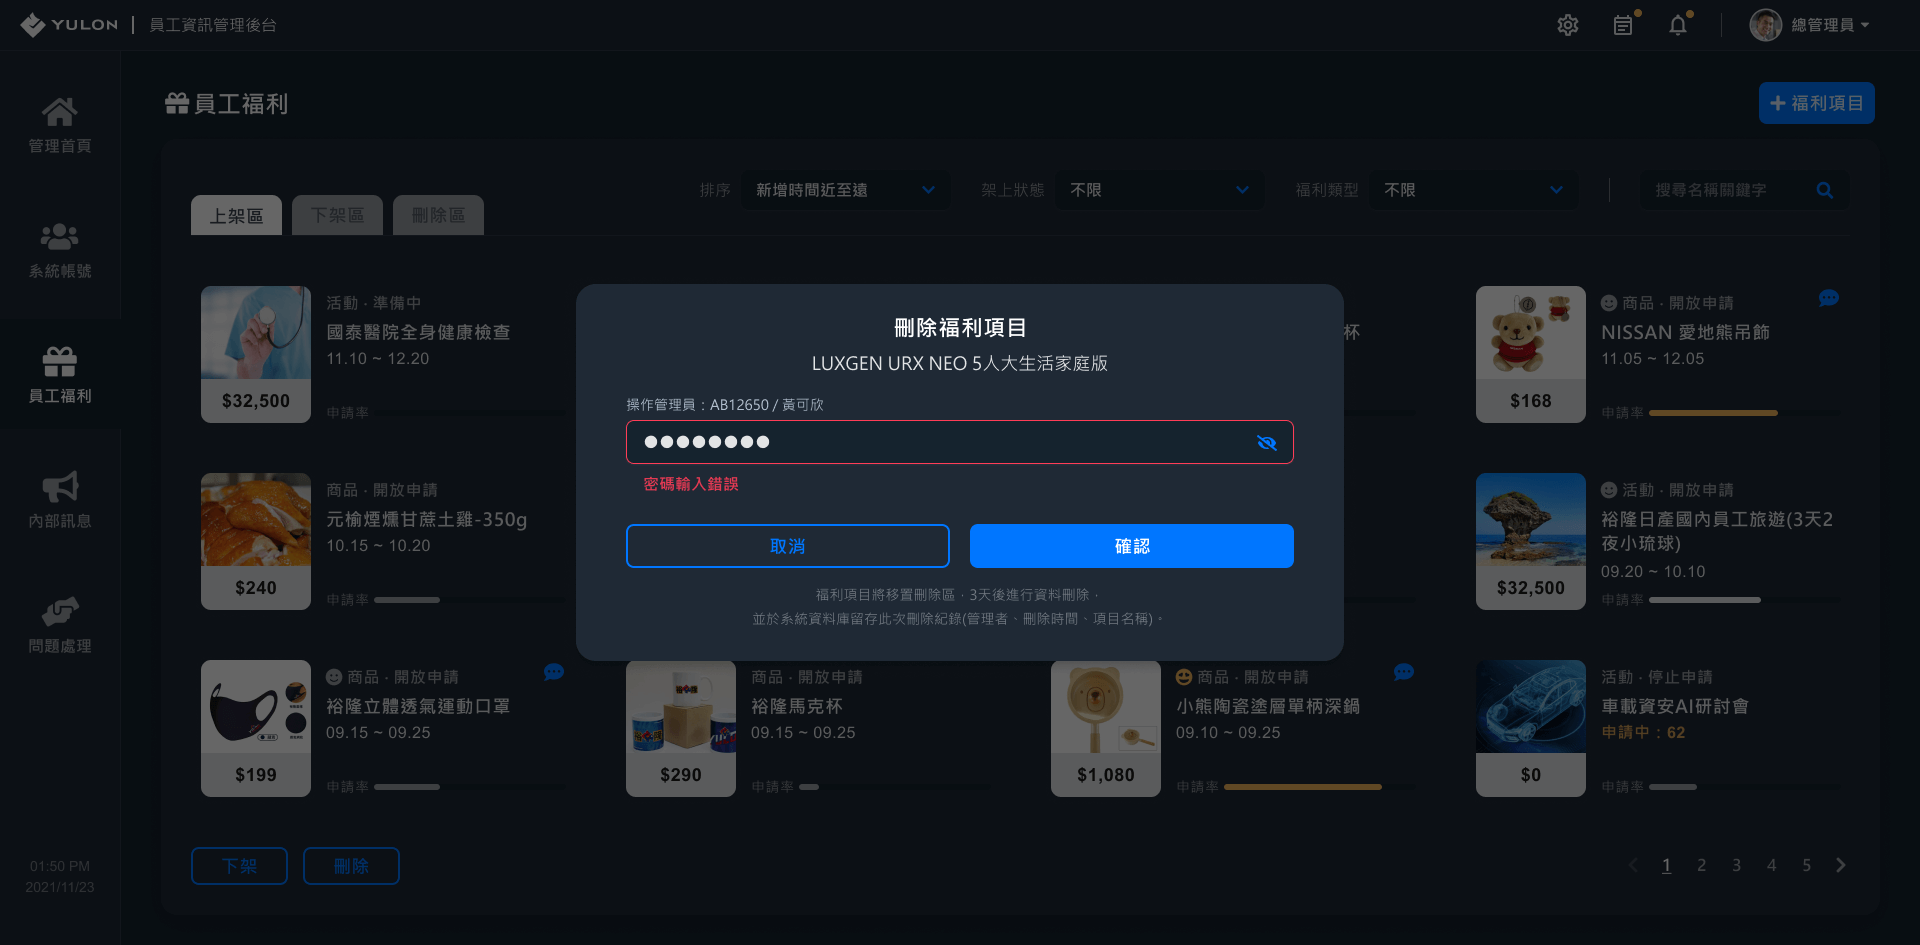 YULON
員工資訊管理後台
總管理員
管理首頁
系統帳號
員工福利
內部訊息
問題處理
01:50 PM
2021/11/23
員工福利
福利項目
上架區
下架區
刪除區
排序
新增時間近至遠
架上狀態
不限
福利類型
不限
搜尋名稱關鍵字
活動 · 準備中
國泰醫院全身健康檢查
11.10 ~ 12.20
$32,500
申請率
杯
商品 · 開放申請
NISSAN 愛地熊吊飾
11.05 ~ 12.05
$168
申請率
刪除福利項目
LUXGEN URX NEO 5人大生活家庭版
操作管理員：AB12650 / 黃可欣
密碼輸入錯誤
取消
確認
福利項目將移置刪除區，3天後進行資料刪除，
並於系統資料庫留存此次刪除紀錄(管理者、刪除時間、項目名稱)。
商品 · 開放申請
元榆煙燻甘蔗土雞-350g
10.15 ~ 10.20
$240
申請率
活動 · 開放申請
裕隆日產國內員工旅遊(3天2
夜小琉球)
09.20 ~ 10.10
$32,500
申請率
商品 · 開放申請
裕隆立體透氣運動口罩
09.15 ~ 09.25
$199
申請率
商品 · 開放申請
裕隆馬克杯
09.15 ~ 09.25
$290
申請率
商品 · 開放申請
小熊陶瓷塗層單柄深鍋
09.10 ~ 09.25
$1,080
申請率
活動 · 停止申請
車載資安AI研討會
申請中：62
$0
申請率
下架
刪除
1 2 3 4 5